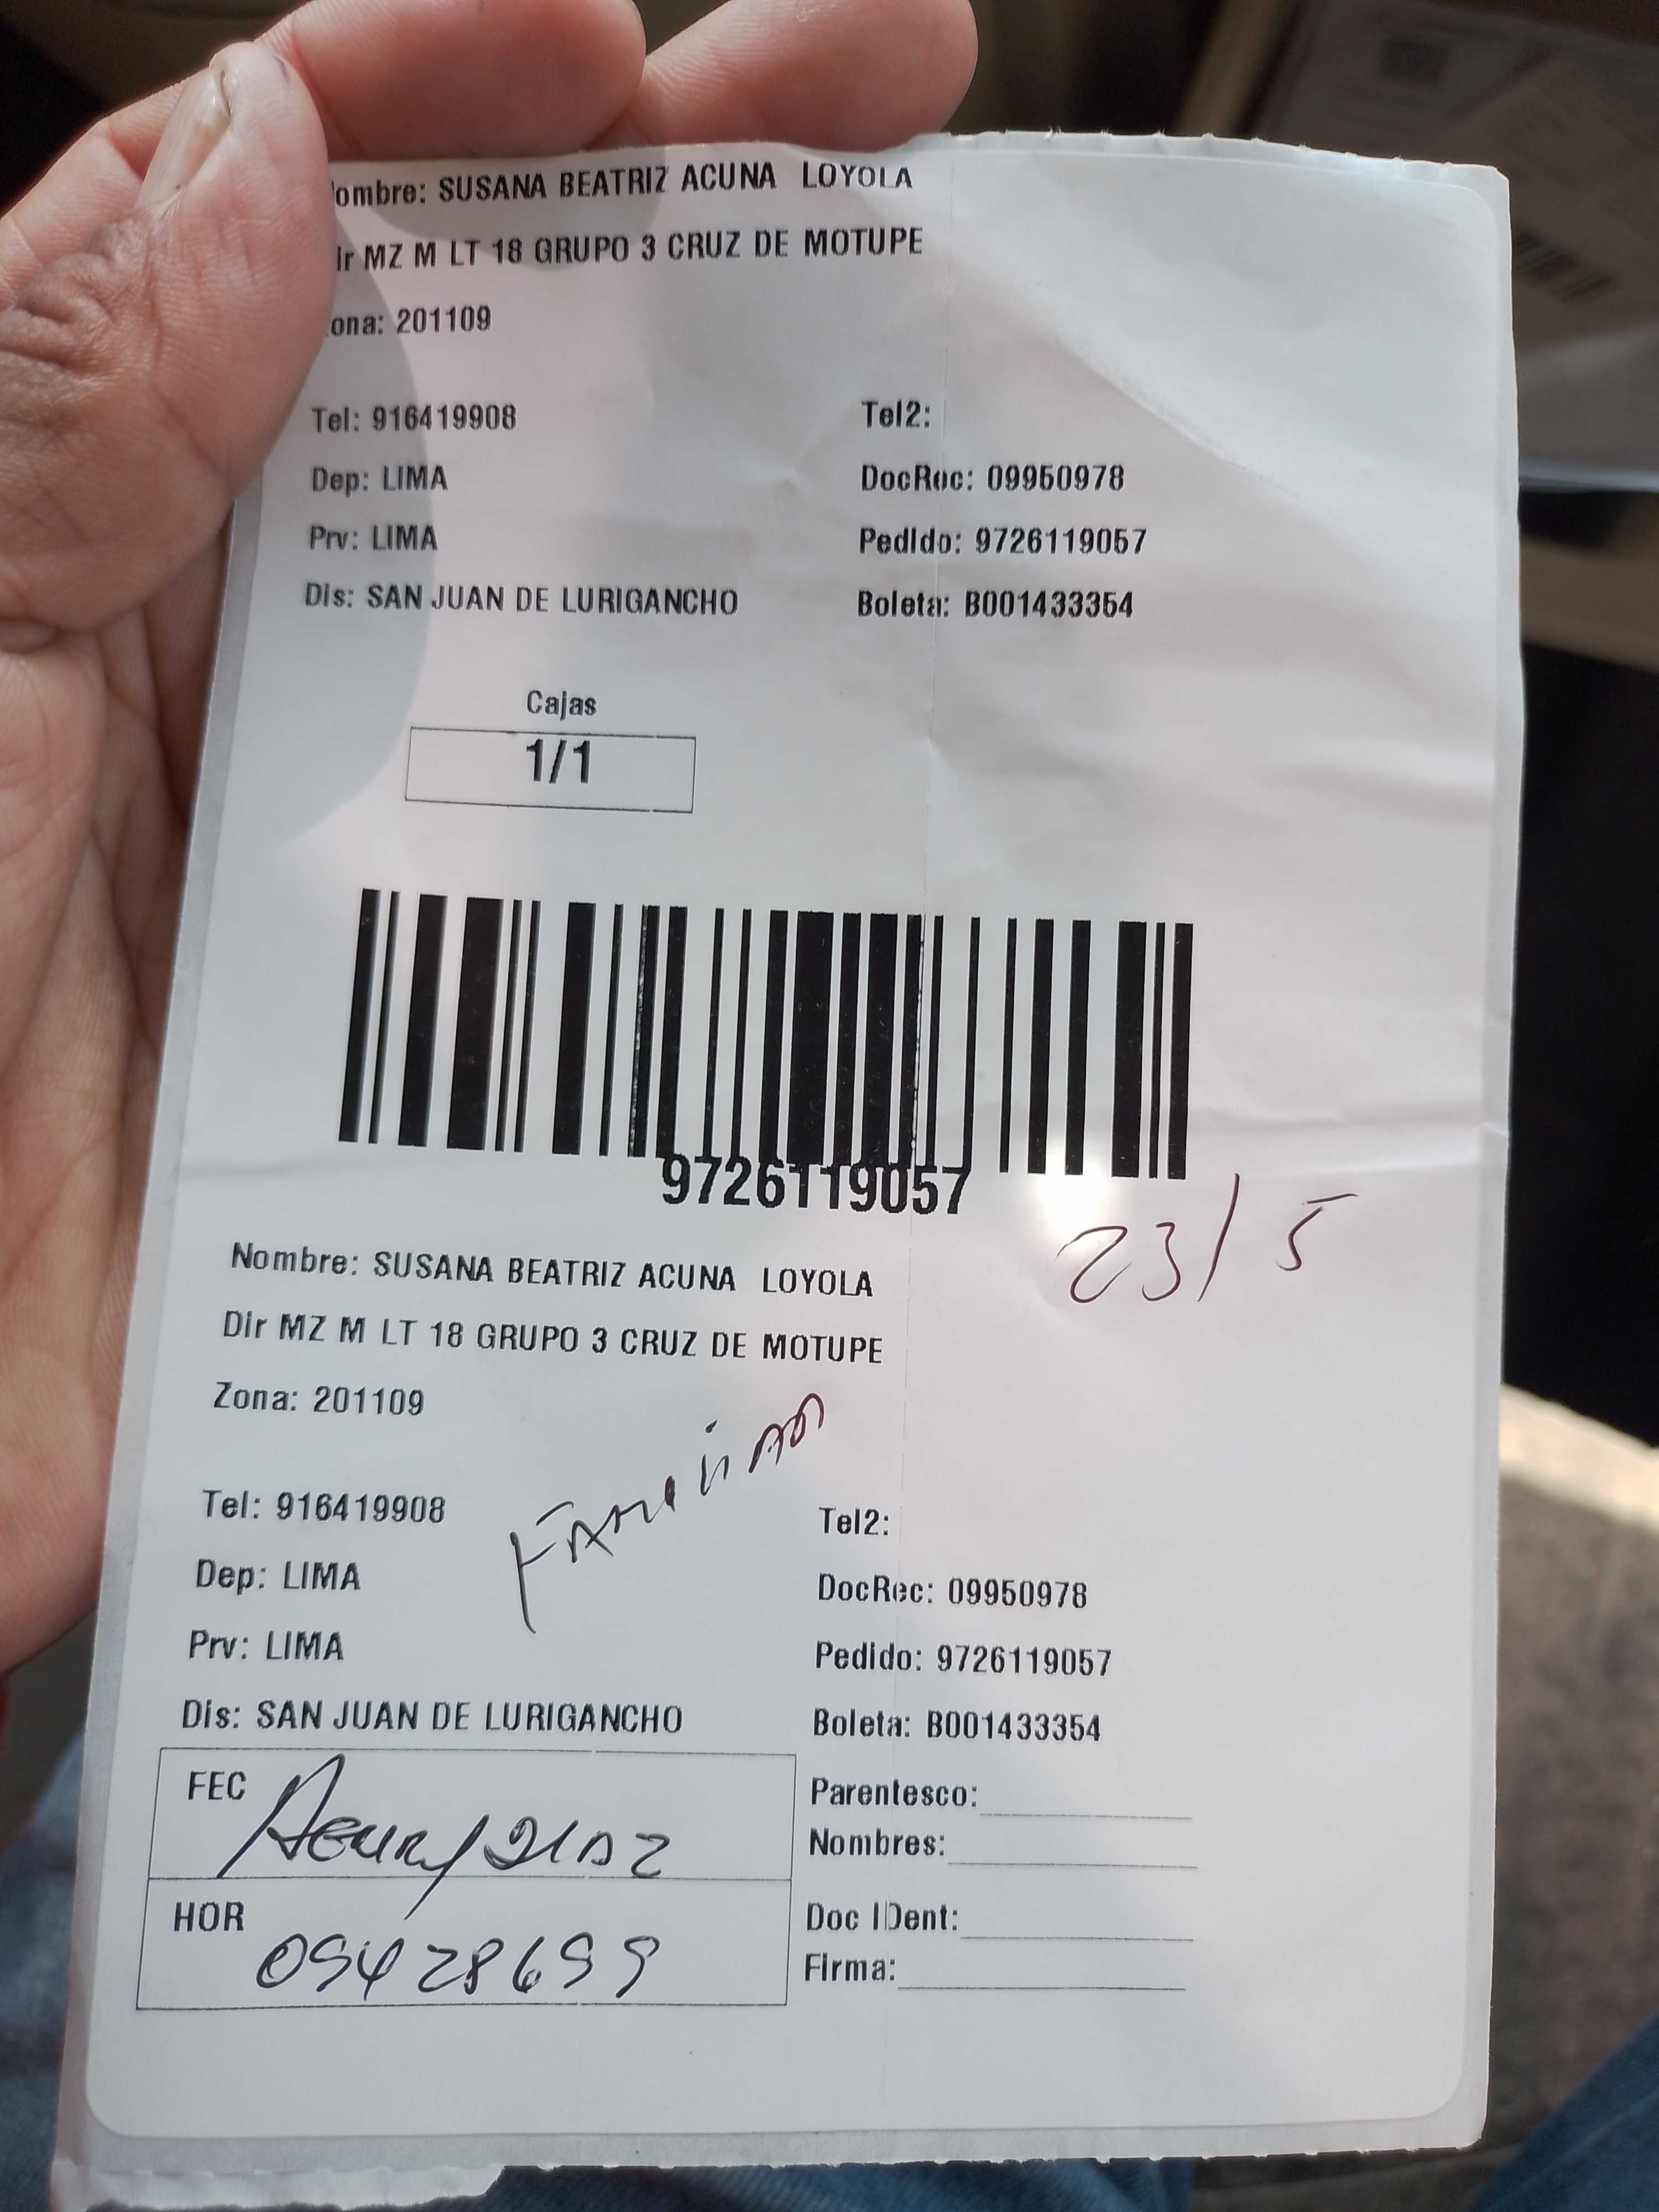 ombre: SUSANA BEATRIZ ACUNA LOYOLA
Ir MZ M LT 18 GRUPO 3 CRUZ DE MOTUPE
ona: 201109
Tel: 916419908 Tel2:
Dep: LIMA DocRec: 09950978
Prv: LIMA Pedido: 9726119057
Dis: SAN JUAN DE LURIGANCHO Boleta: B001433354
Cajas
1/1
9726119057
23/5
Nombre: SUSANA BEATRIZ ACUNA LOYOLA
Dir MZ M LT 18 GRUPO 3 CRUZ DE MOTUPE
Zona: 201109
Familiar
Tel: 916419908 Tel2:
Dep: LIMA DocRec: 09950978
Prv: LIMA Pedido: 9726119057
Dis: SAN JUAN DE LURIGANCHO Boleta: B001433354
FEC Henry Diaz Parentesco:
Nombres:
HOR Doc IDent:
Firma: